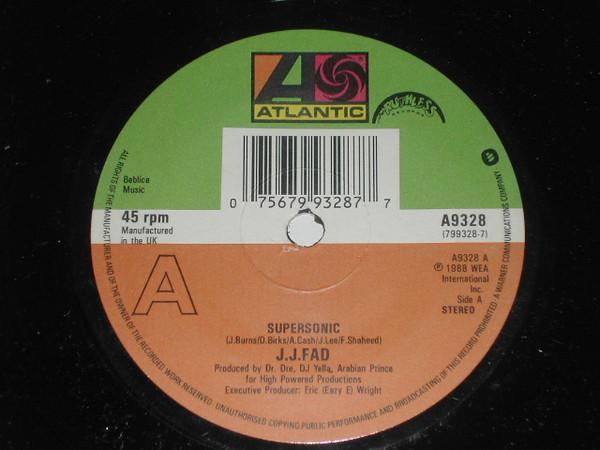 ATLANTIC
RUTHLESS
0 75679 93287 7
Beblica
Music
45 rpm
Manufactured
in the UK
A9328
(799328-7)
A9328 A
℗ 1988 WEA
International
Inc.
Side A
STEREO
A
SUPERSONIC
(J.Burns/D.Birks/A.Cash/J.Lee/F.Shaheed)
J.J.FAD
Produced by Dr. Dre, DJ Yella, Arabian Prince
for High Powered Productions
Executive Producer: Eric (Eazy E) Wright
ALL RIGHTS OF THE MANUFACTURER AND OF THE OWNER OF THE RECORDED WORK RESERVED. UNAUTHORISED COPYING, PUBLIC PERFORMANCE AND BROADCASTING OF THIS RECORD PROHIBITED. A WARNER COMMUNICATIONS COMPANY